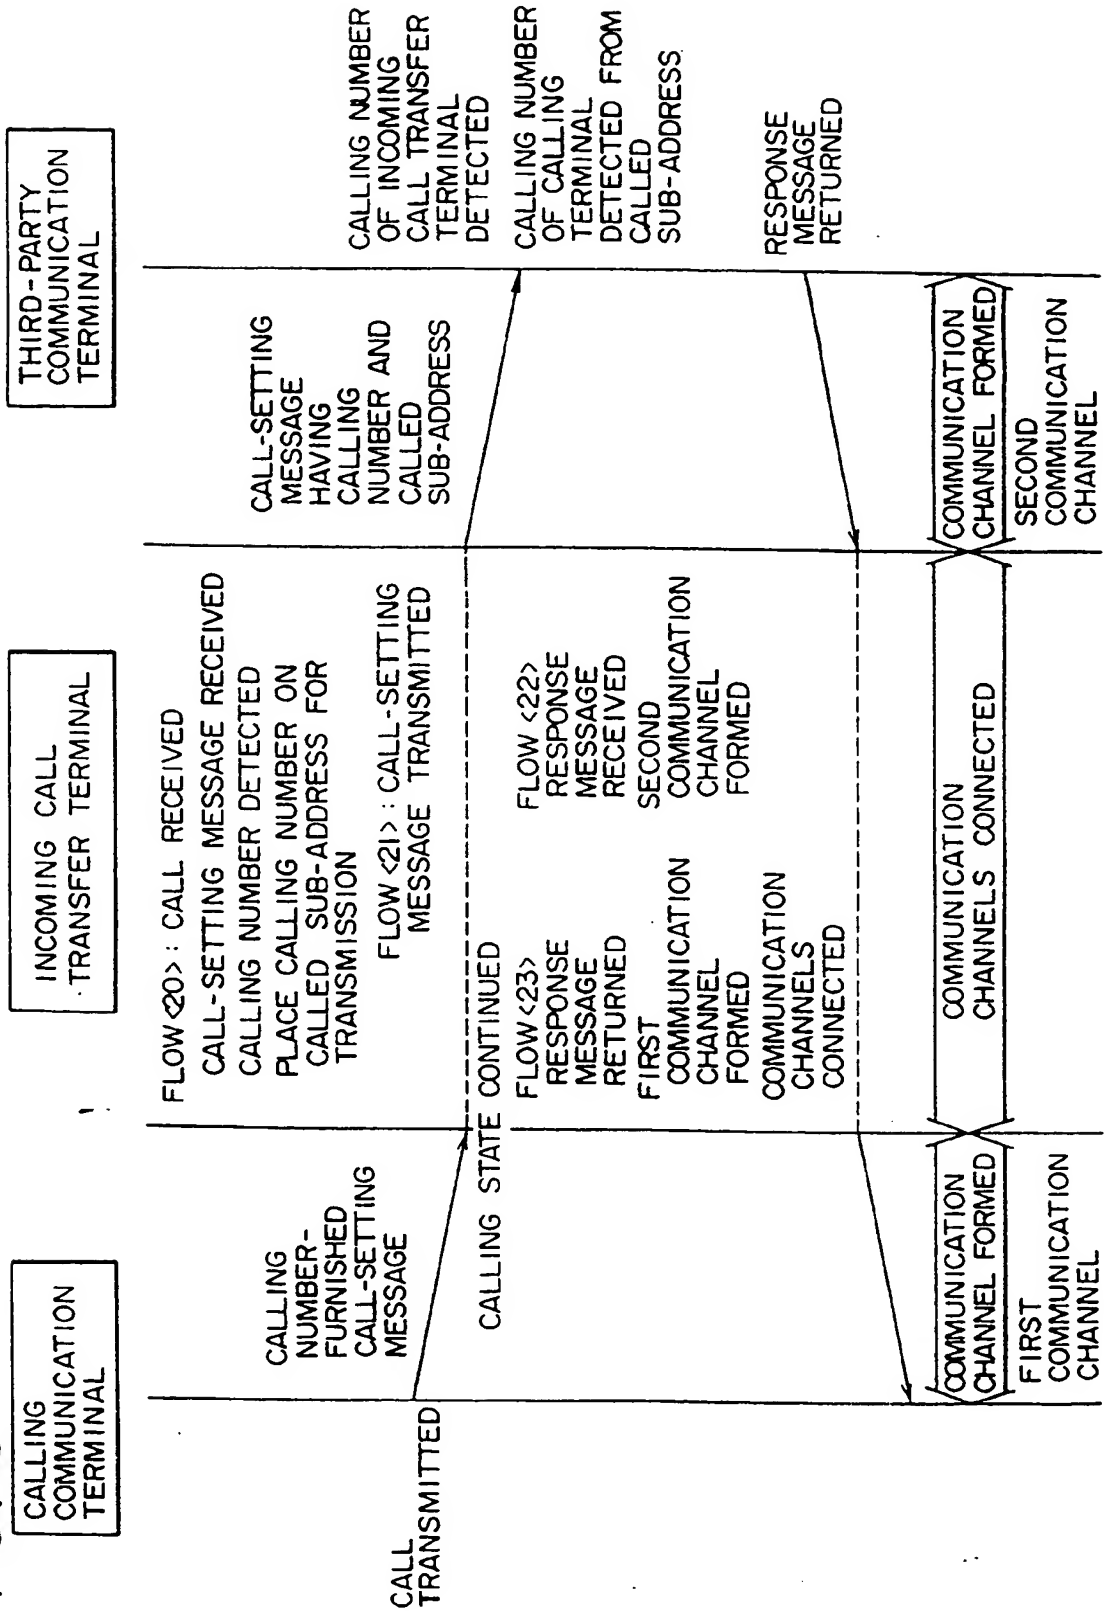 CALLING
COMMUNICATION
TERMINAL
INCOMING CALL
TRANSFER TERMINAL
THIRD-PARTY
COMMUNICATION
TERMINAL
CALL
TRANSMITTED
CALLING
NUMBER-
FURNISHED
CALL-SETTING
MESSAGE
FLOW <20> : CALL RECEIVED
CALL-SETTING MESSAGE RECEIVED
CALLING NUMBER DETECTED
PLACE CALLING NUMBER ON
CALLED SUB-ADDRESS FOR
TRANSMISSION
FLOW <21> : CALL-SETTING
MESSAGE TRANSMITTED
CALL-SETTING
MESSAGE
HAVING
CALLING
NUMBER AND
CALLED
SUB-ADDRESS
CALLING NUMBER
OF INCOMING
CALL TRANSFER
TERMINAL
DETECTED
CALLING NUMBER
OF CALLING
TERMINAL
DETECTED FROM
CALLED
SUB-ADDRESS
CALLING STATE CONTINUED
FLOW <23>
RESPONSE
MESSAGE
RETURNED
FIRST
COMMUNICATION
CHANNEL
FORMED
COMMUNICATION
CHANNELS
CONNECTED
FLOW <22>
RESPONSE
MESSAGE
RECEIVED
SECOND
COMMUNICATION
CHANNEL
FORMED
RESPONSE
MESSAGE
RETURNED
COMMUNICATION
CHANNEL FORMED
COMMUNICATION
CHANNELS CONNECTED
COMMUNICATION
CHANNEL FORMED
FIRST
COMMUNICATION
CHANNEL
SECOND
COMMUNICATION
CHANNEL